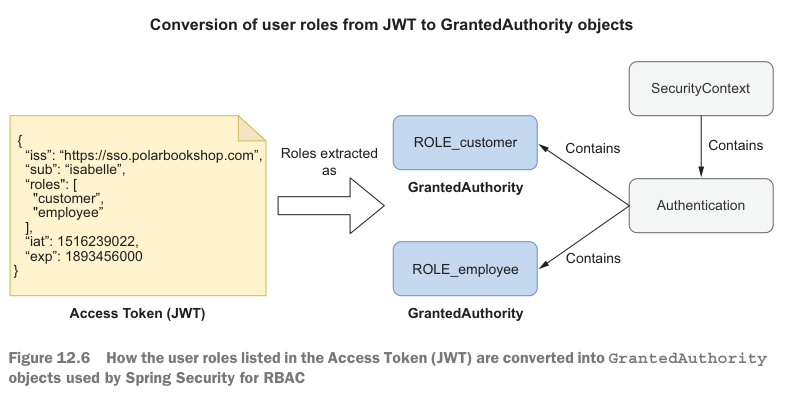 Conversion of user roles from JWT to GrantedAuthority objects
{
“iss”: “https://sso.polarbookshop.com”,
“sub”: “isabelle”,
“roles”: [
"customer”,
"employee”
],
“iat”: 1516239022,
“exp”: 1893456000
}
Access Token (JWT)
Roles extracted
as
ROLE_customer
GrantedAuthority
ROLE_employee
GrantedAuthority
Contains
Contains
SecurityContext
Contains
Authentication
Figure 12.6 How the user roles listed in the Access Token (JWT) are converted into GrantedAuthority
objects used by Spring Security for RBAC